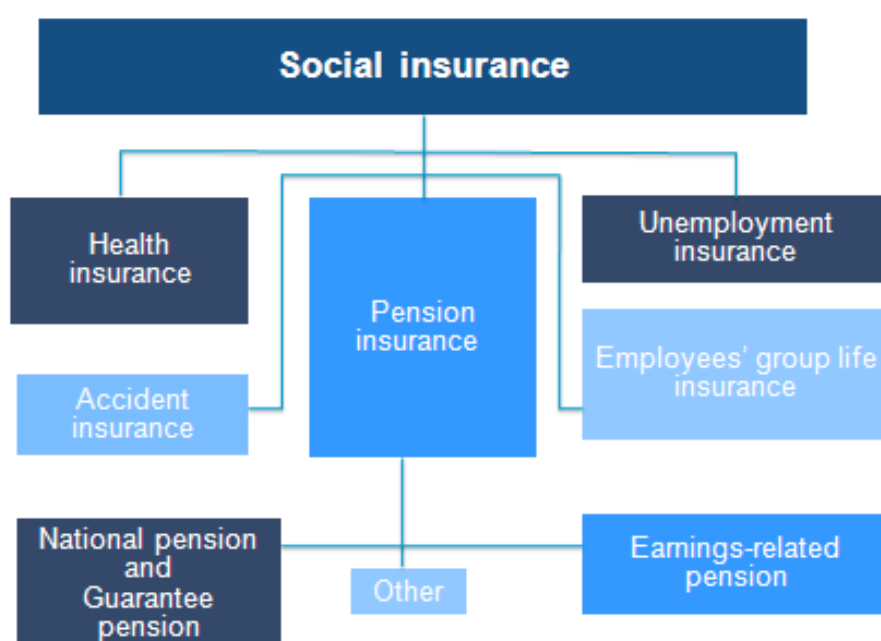 Social insurance
Health
insurance
Pension
insurance
Unemployment
insurance
Accident
insurance
Employees' group life
insurance
National pension
and
Guarantee
pension
Other
Earnings-related
pension